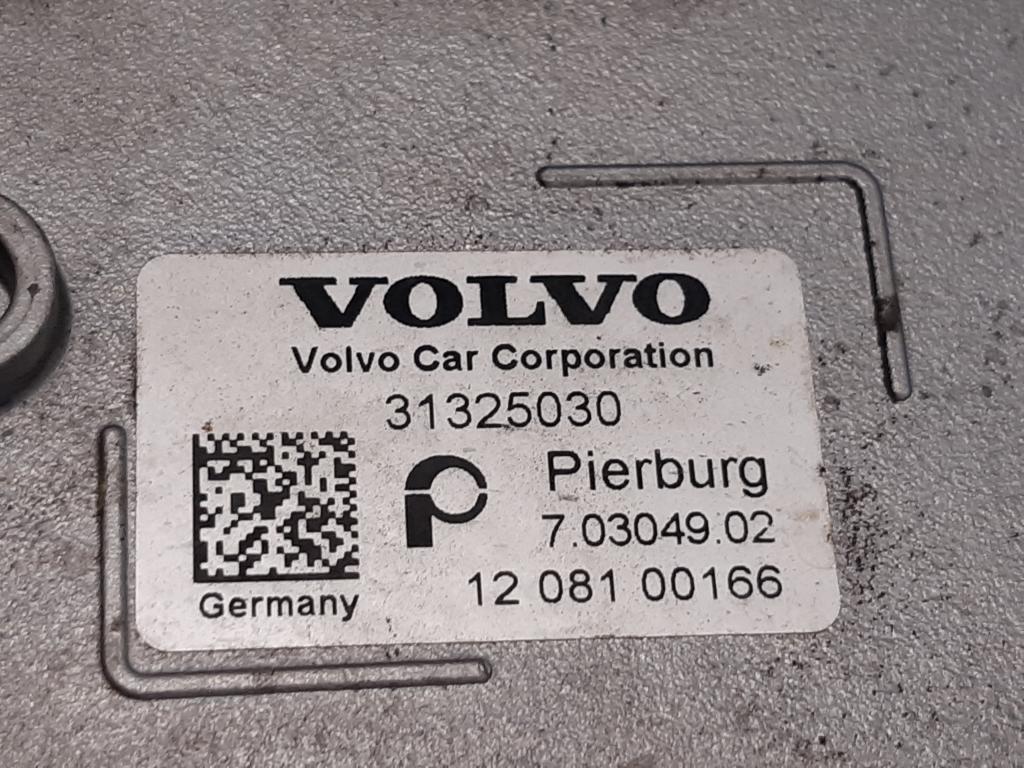 VOLVO
Volvo Car Corporation
31325030
Pierburg
7.03049.02
12 081 00166
Germany